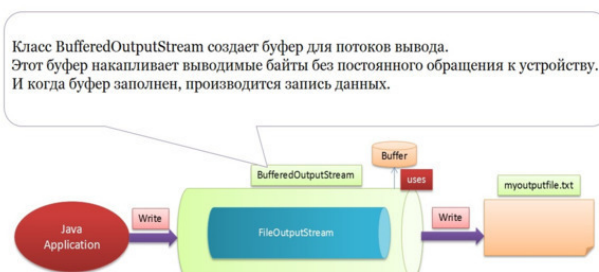 Класс BufferedOutputStream создает буфер для потоков вывода.
Этот буфер накапливает выводимые байты без постоянного обращения к устройству.
И когда буфер заполнен, производится запись данных.
Buffer
BufferedOutputStream
uses
myoutputfile.txt
Write
Write
Java
Application
FileOutputStream